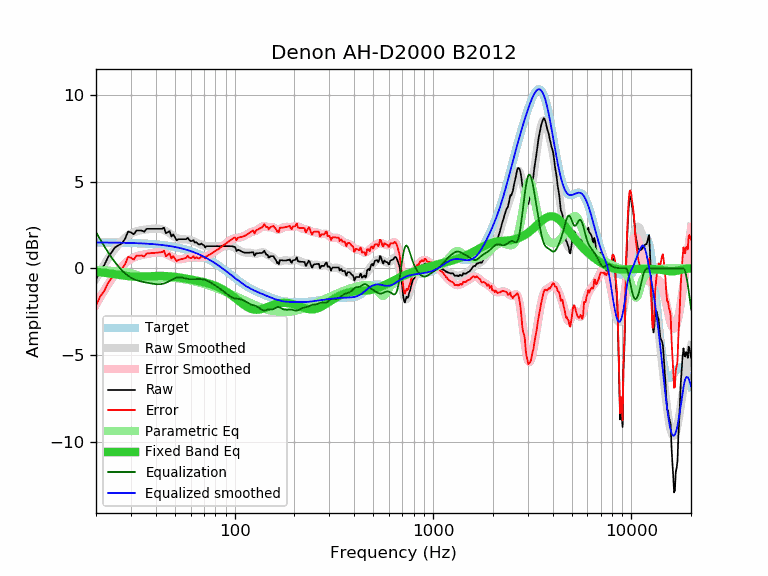 Denon AH-D2000 B2012
Amplitude (dBr)
10
5
0
−5
−10
Target
Raw Smoothed
Error Smoothed
Raw
Error
Parametric Eq
Fixed Band Eq
Equalization
Equalized smoothed
100
1000
10000
Frequency (Hz)